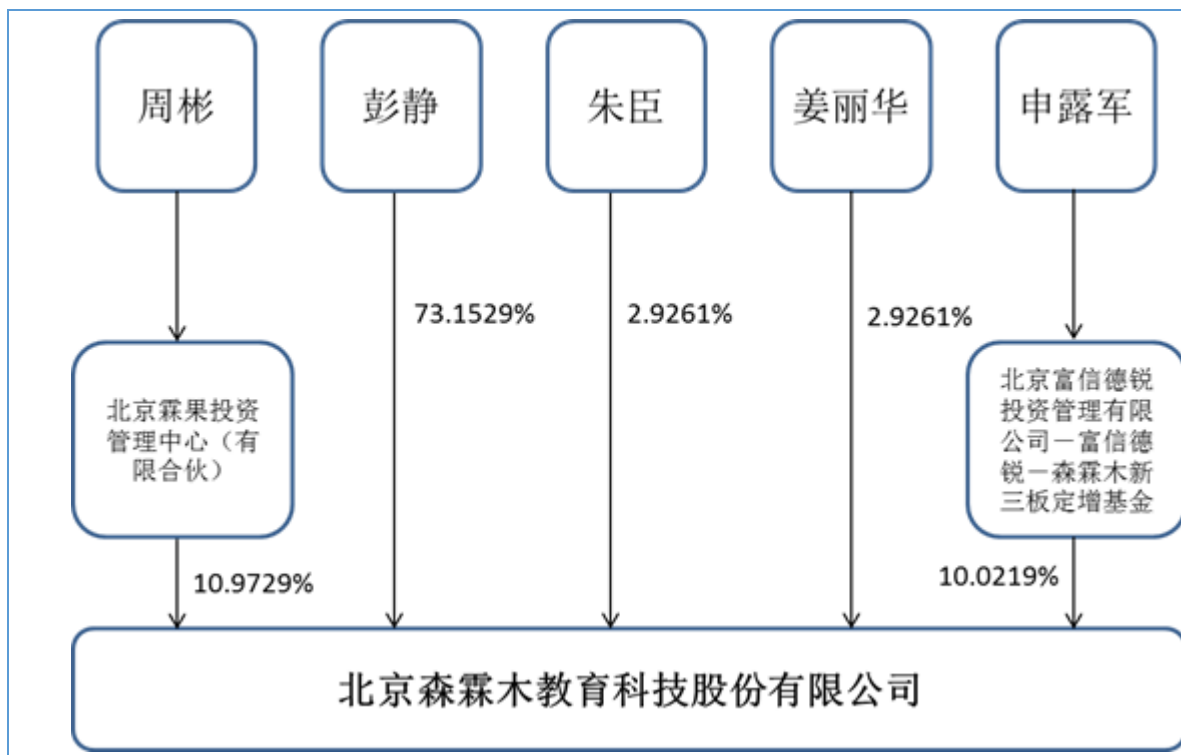 周彬
彭静
朱臣
姜丽华
申露军
73.1529%
2.9261%
2.9261%
北京霖果投资
管理中心（有
限合伙）
北京富信德锐
投资管理有限
公司－富信德
锐－森霖木新
三板定增基金
10.9729%
10.0219%
北京森霖木教育科技股份有限公司